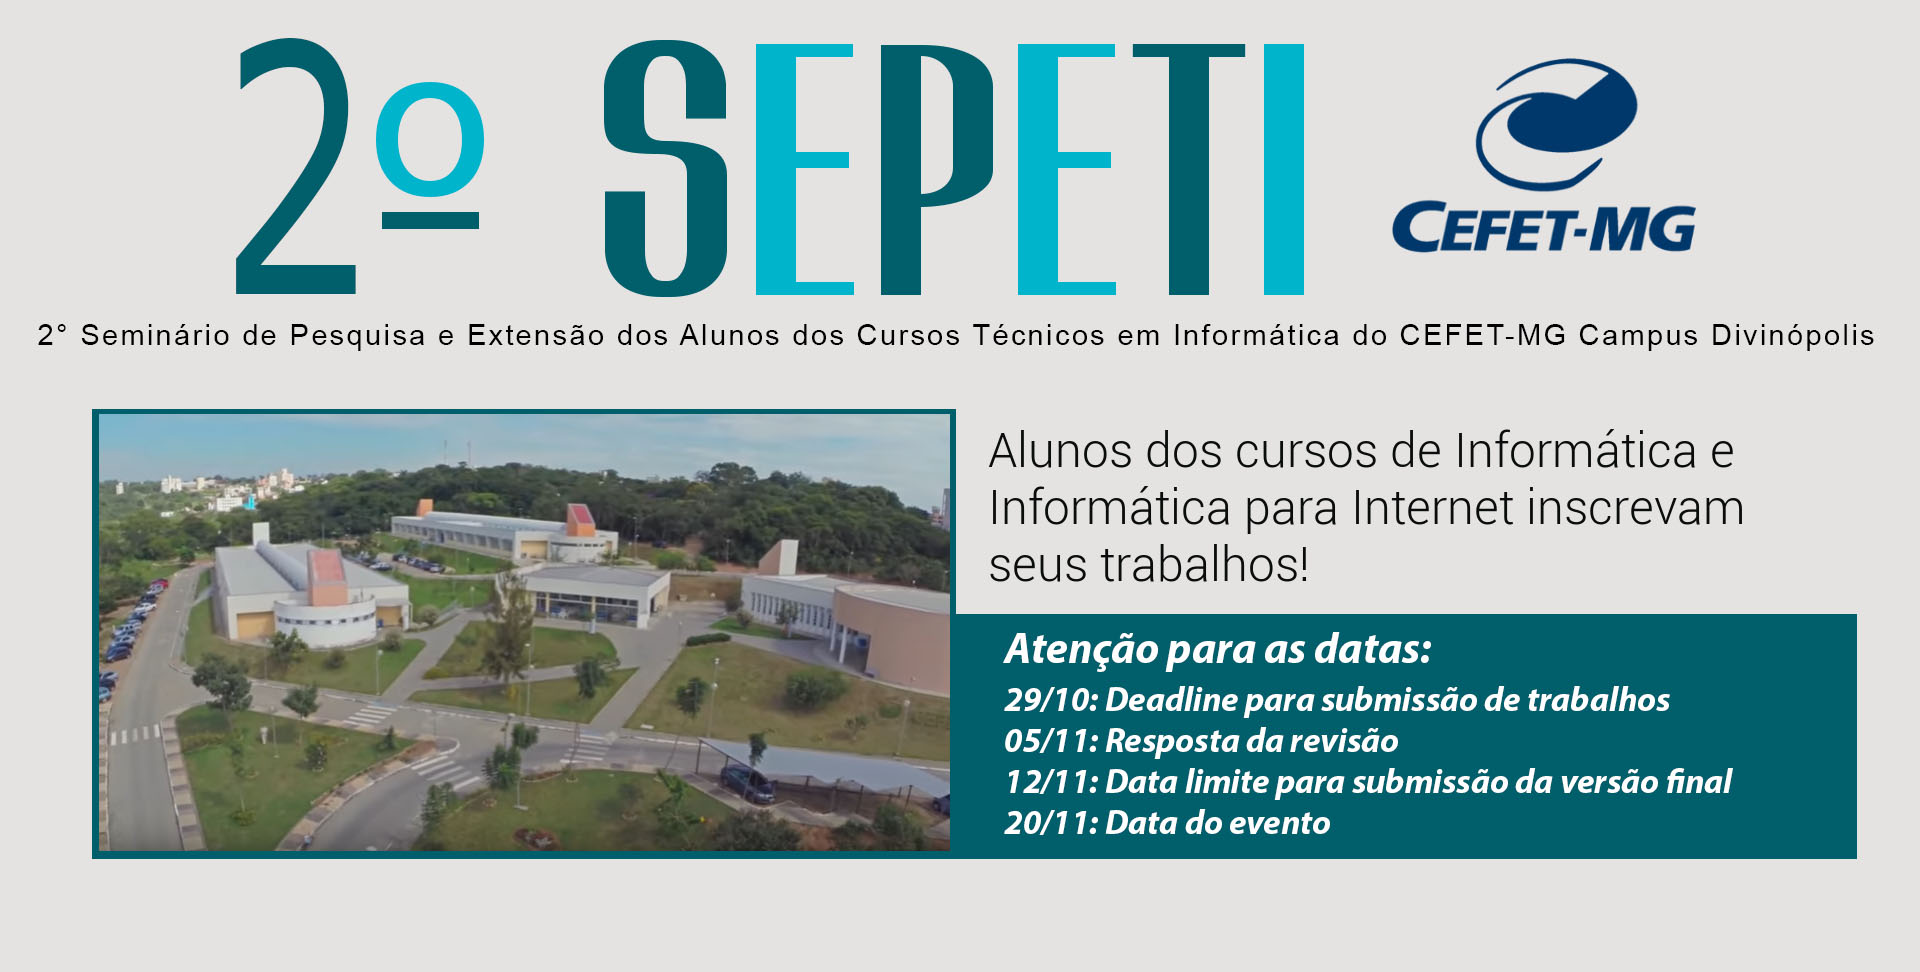 2º SEPETI
CEFET-MG
2° Seminário de Pesquisa e Extensão dos Alunos dos Cursos Técnicos em Informática do CEFET-MG Campus Divinópolis
Alunos dos cursos de Informática e
Informática para Internet inscrevam
seus trabalhos!
Atenção para as datas:
29/10: Deadline para submissão de trabalhos
05/11: Resposta da revisão
12/11: Data limite para submissão da versão final
20/11: Data do evento